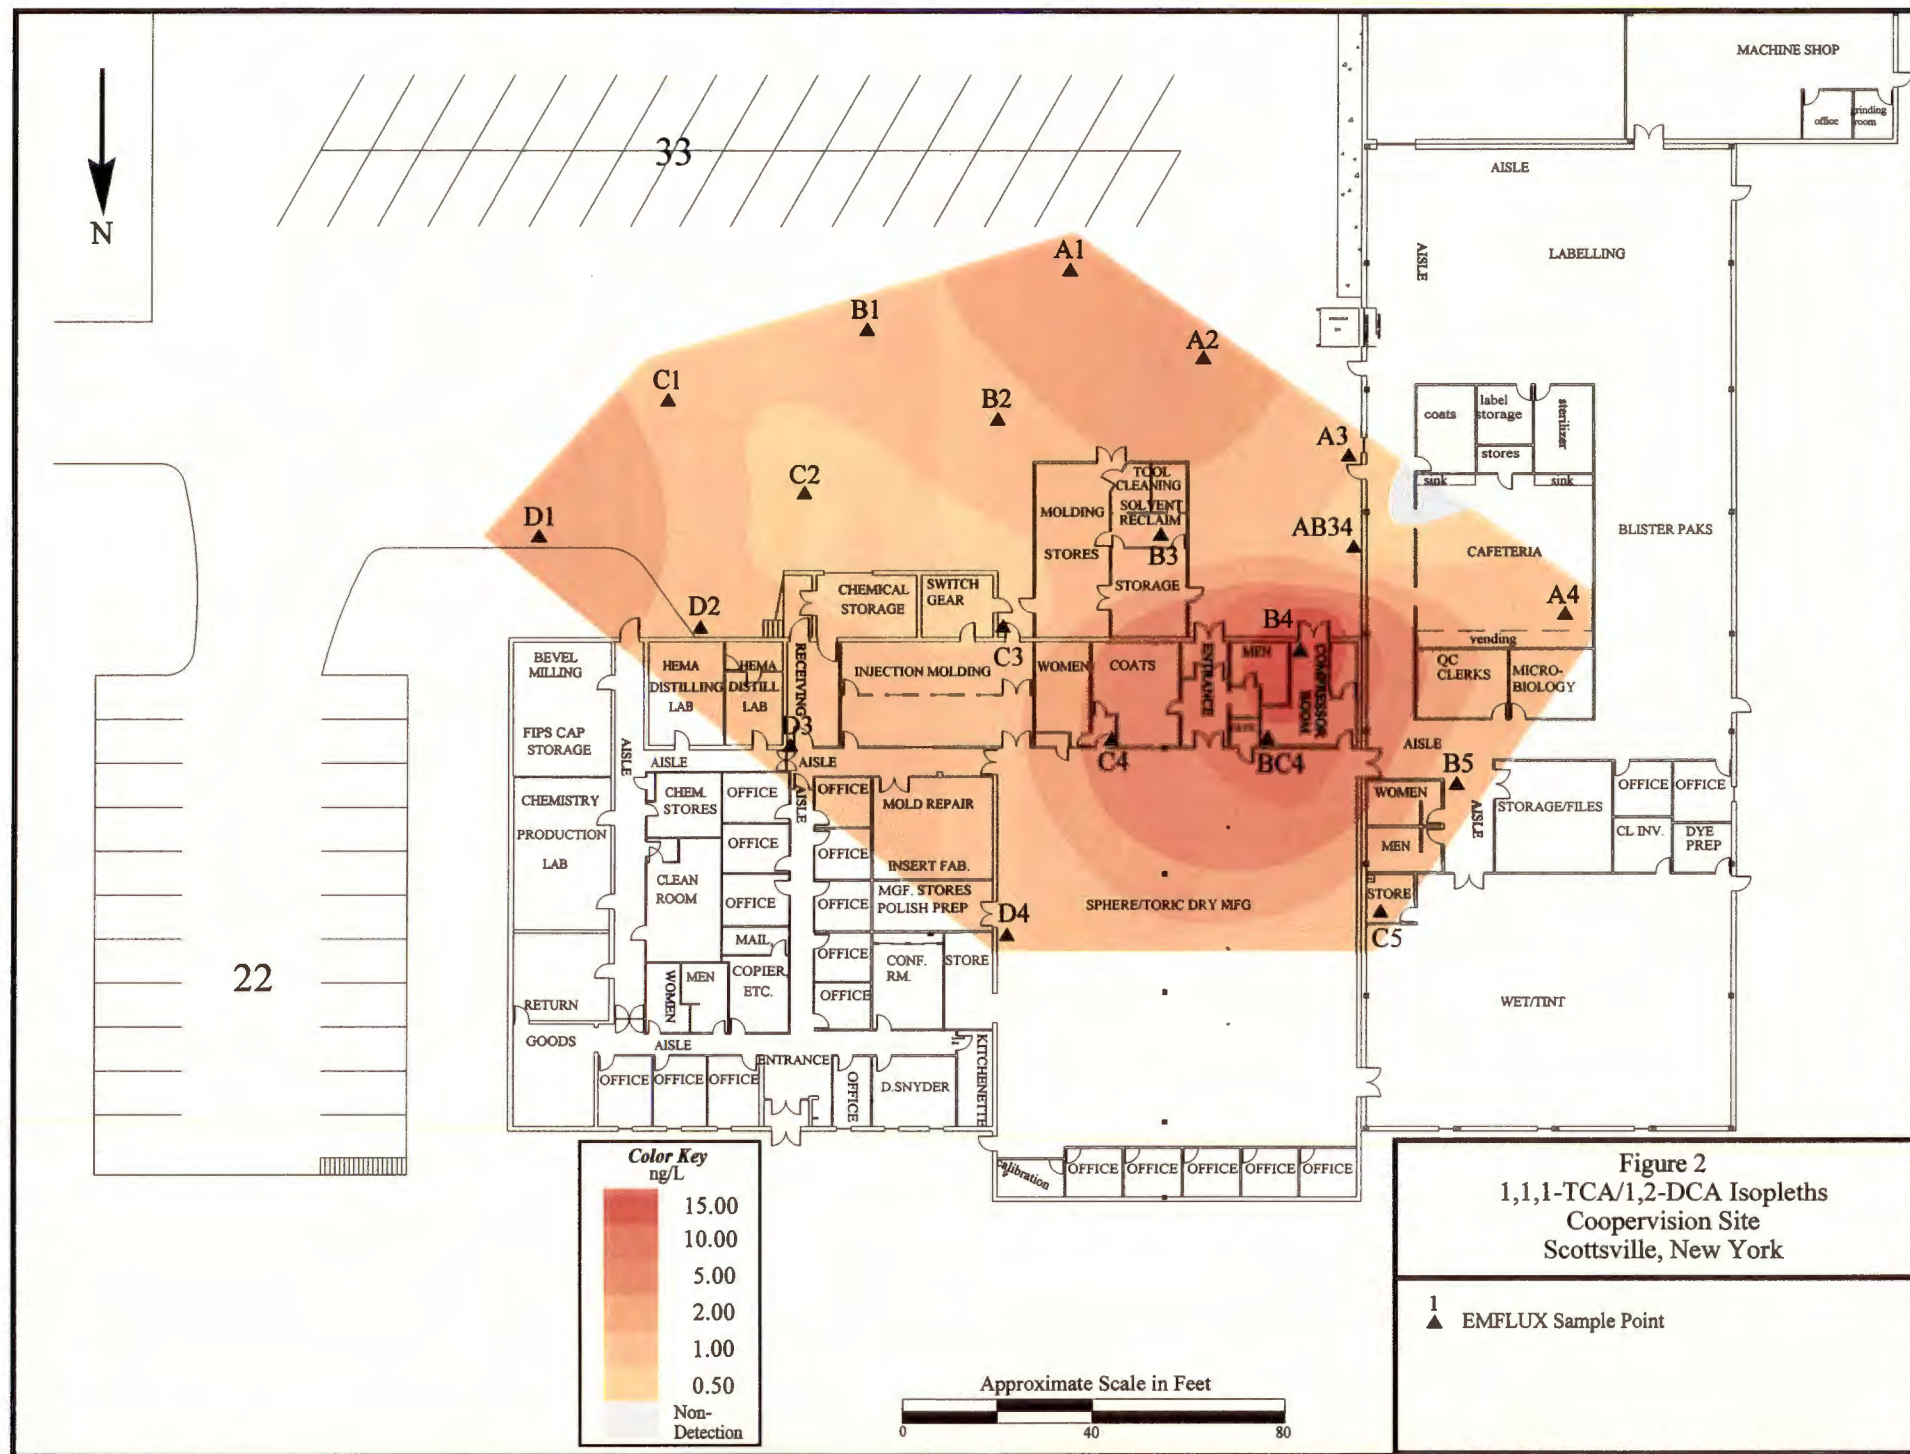 MACHINE SHOP
office
grinding
room
33
AISLE
N
A1
AISLE
LABELLING
B1
A2
C1
B2
coats
label
storage
sterilizer
A3
stores
sink
sink
C2
TOOL
CLEANING
MOLDING
SOLVENT
RECLAIM
D1
AB34
BLISTER PAKS
STORES
B3
CAFETERIA
CHEMICAL
STORAGE
SWITCH
GEAR
STORAGE
A4
D2
B4
vending
C3
BEVEL
MILLING
HEMA
DISTILLING
LAB
HEMA
DISTILL
LAB
RECEIVING
INJECTION MOLDING
WOMEN
COATS
ENTRANCE
MEN
COMPRESSOR
ROOM
QC
CLERKS
MICRO-
BIOLOGY
FIPS CAP
STORAGE
AISLE
D3
C4
BC4
AISLE
AISLE
AISLE
B5
CHEM.
STORES
OFFICE
AISLE
OFFICE
MOLD REPAIR
WOMEN
AISLE
STORAGE/FILES
OFFICE
OFFICE
CHEMISTRY
PRODUCTION
LAB
OFFICE
OFFICE
INSERT FAB.
MEN
CL INV.
DYE
PREP
CLEAN
ROOM
OFFICE
OFFICE
MGF. STORES
POLISH PREP
SPHERE/TORIC DRY MFG
STORE
D4
C5
MAIL
22
WOMEN
MEN
COPIER
ETC.
OFFICE
CONF.
RM.
STORE
RETURN
OFFICE
WET/TINT
GOODS
AISLE
ENTRANCE
KITCHENETTE
OFFICE
OFFICE
OFFICE
OFFICE
D.SNYDER
calibration
OFFICE
OFFICE
OFFICE
OFFICE
OFFICE
Color Key
ng/L
15.00
10.00
5.00
2.00
1.00
0.50
Non-
Detection
Approximate Scale in Feet
0
40
80
Figure 2
1,1,1-TCA/1,2-DCA Isopleths
Coopervision Site
Scottsville, New York
1
EMFLUX Sample Point